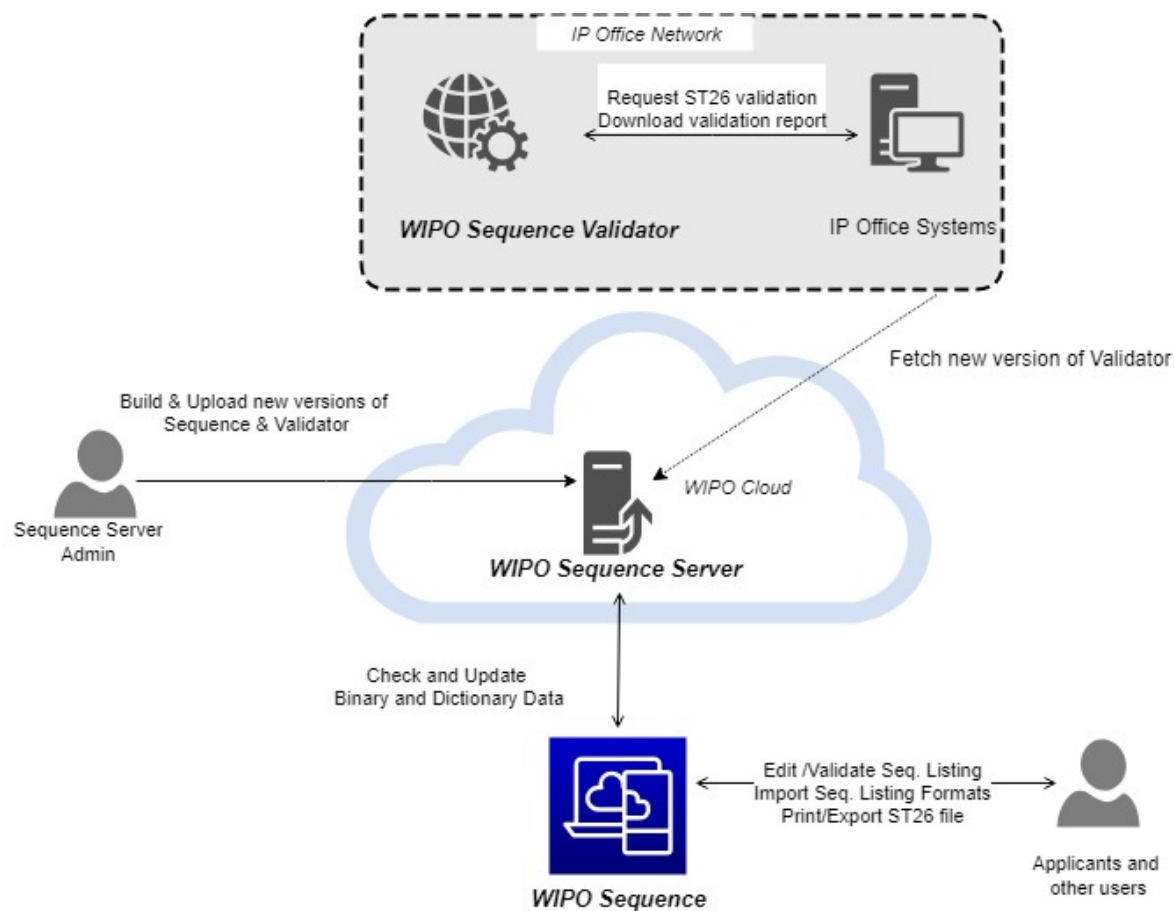 IP Office Network
Request ST26 validation
Download validation report
WIPO Sequence Validator
IP Office Systems
Fetch new version of Validator
Build & Upload new versions of
Sequence & Validator
WIPO Cloud
Sequence Server
Admin
WIPO Sequence Server
Check and Update
Binary and Dictionary Data
Edit /Validate Seq. Listing
Import Seq. Listing Formats
Print/Export ST26 file
Applicants and
other users
WIPO Sequence